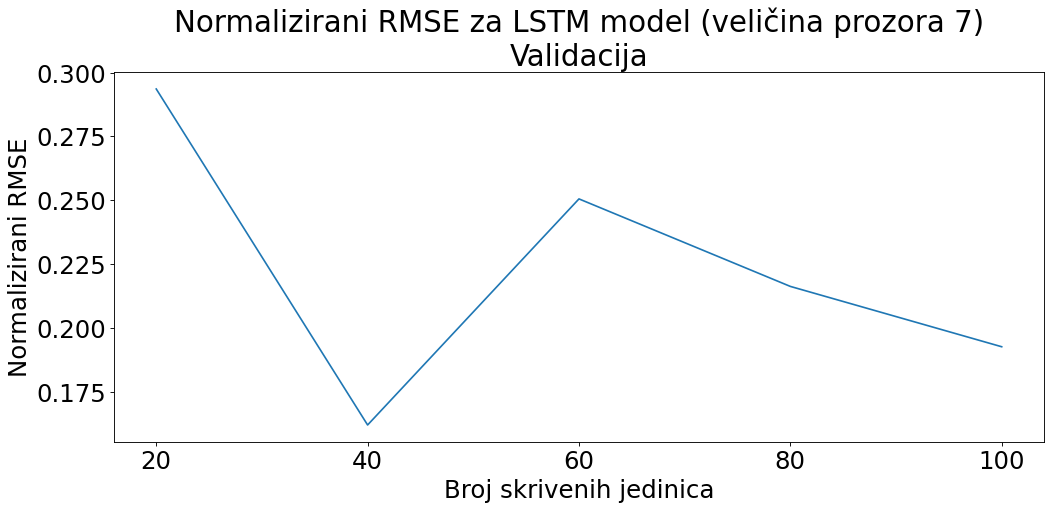 Normalizirani RMSE za LSTM model (veličina prozora 7)
Validacija
Normalizirani RMSE
0.300
0.275
0.250
0.225
0.200
0.175
20 40 60 80 100
Broj skrivenih jedinica